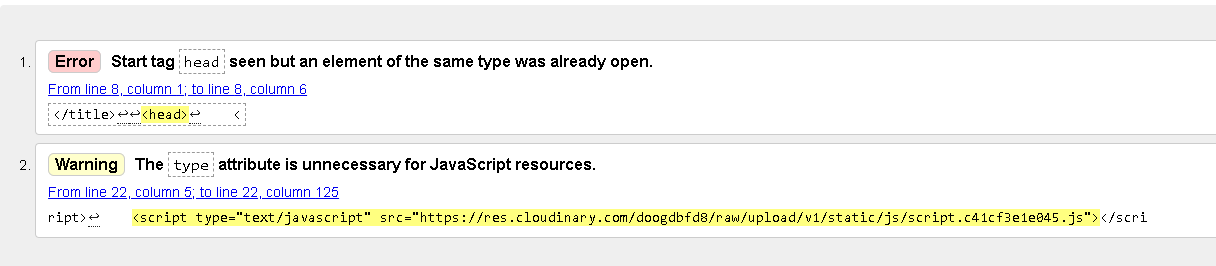 1. Error Start tag head seen but an element of the same type was already open.
From line 8, column 1; to line 8, column 6
</title>↩↩<head>↩    <
2. Warning The type attribute is unnecessary for JavaScript resources.
From line 22, column 5; to line 22, column 125
ript>↩    <script type="text/javascript" src="https://res.cloudinary.com/doogdbfd8/raw/upload/v1/static/js/script.c41cf3e1e045.js"></scri